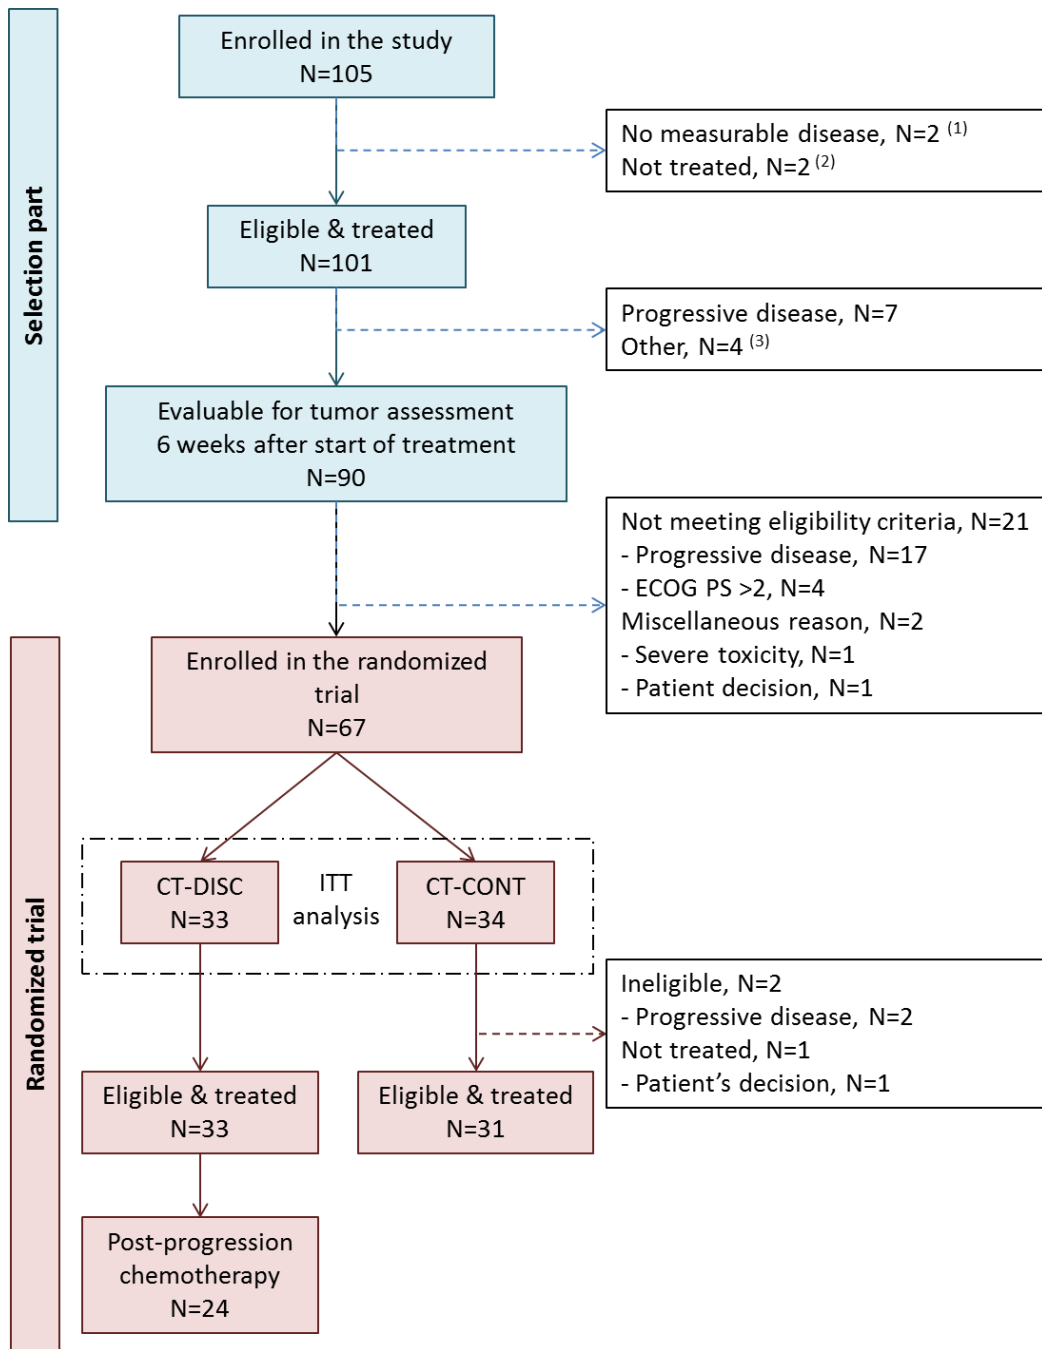 Selection part
Enrolled in the study
N=105
No measurable disease, N=2 (1)
Not treated, N=2 (2)
Eligible & treated
N=101
Progressive disease, N=7
Other, N=4 (3)
Evaluable for tumor assessment
6 weeks after start of treatment
N=90
Not meeting eligibility criteria, N=21
- Progressive disease, N=17
- ECOG PS >2, N=4
Miscellaneous reason, N=2
- Severe toxicity, N=1
- Patient decision, N=1
Randomized trial
Enrolled in the randomized
trial
N=67
CT-DISC
N=33
ITT
analysis
CT-CONT
N=34
Ineligible, N=2
- Progressive disease, N=2
Not treated, N=1
- Patient’s decision, N=1
Eligible & treated
N=33
Eligible & treated
N=31
Post-progression
chemotherapy
N=24